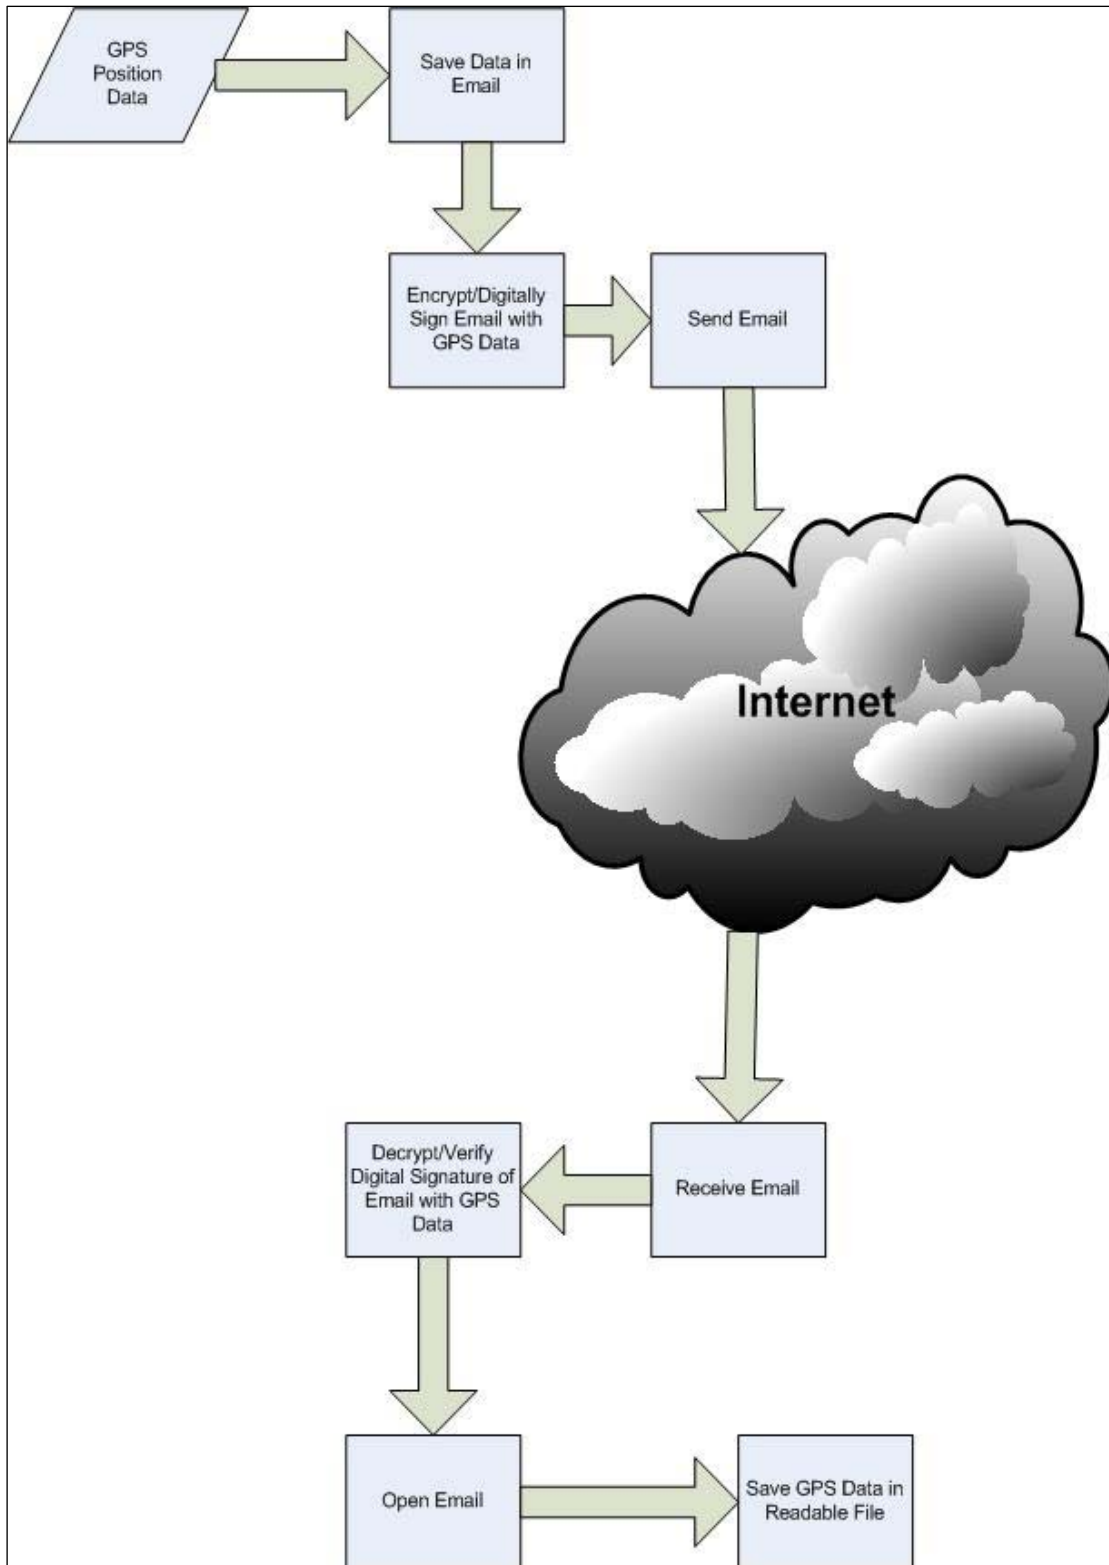 GPS
Position
Data
Save Data in
Email
Encrypt/Digitally
Sign Email with
GPS Data
Send Email
Internet
Receive Email
Decrypt/Verify
Digital Signature of
Email with GPS
Data
Open Email
Save GPS Data in
Readable File